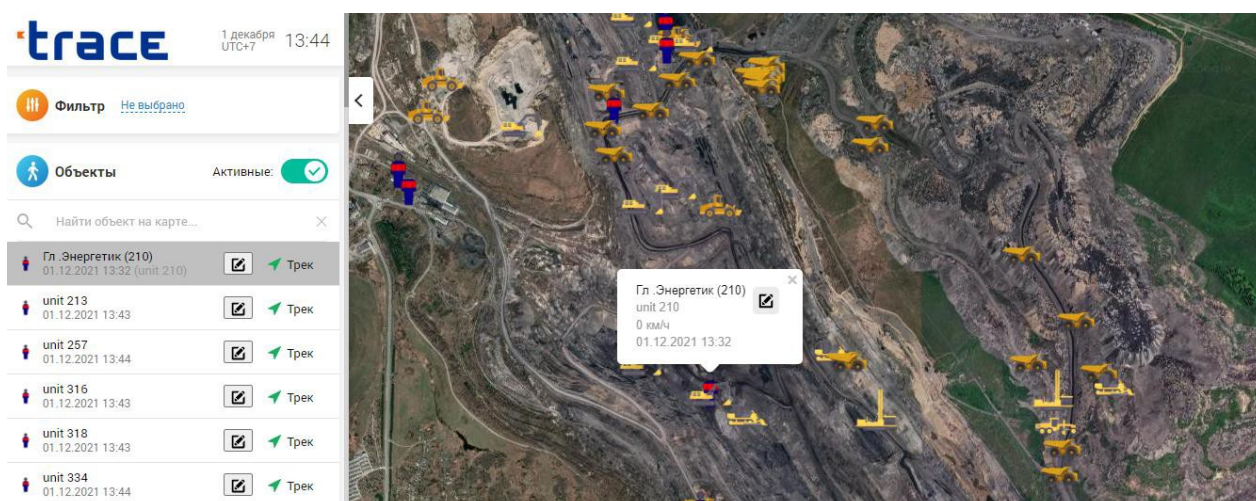 trace
1 декабря
UTC+7
13:44
Фильтр Не выбрано
Объекты Активные:
Найти объект на карте...
Гл .Энергетик (210)
01.12.2021 13:32 (unit 210)
Трек
unit 213
01.12.2021 13:43
Трек
unit 257
01.12.2021 13:44
Трек
unit 316
01.12.2021 13:43
Трек
unit 318
01.12.2021 13:43
Трек
unit 334
01.12.2021 13:44
Трек
Гл .Энергетик (210)
unit 210
0 км/ч
01.12.2021 13:32